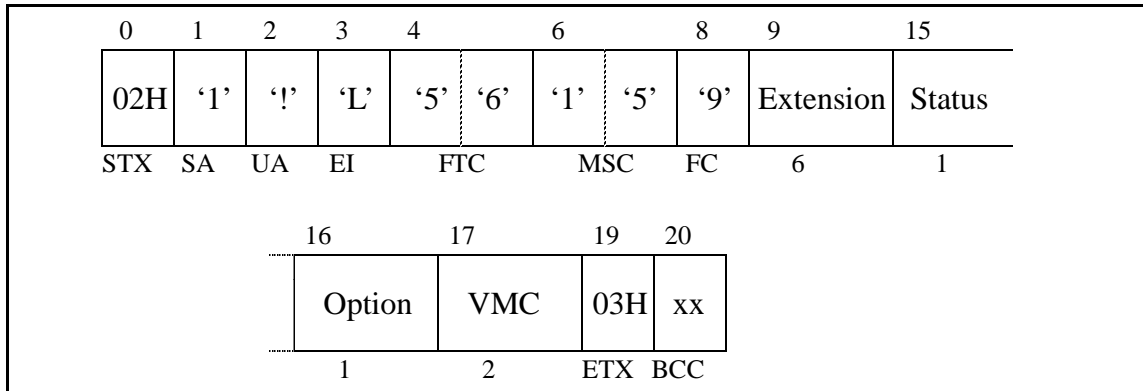 0 1 2 3 4 6 8 9 15
02H ‘1’ ‘!’ ‘L’ ‘5’ ‘6’ ‘1’ ‘5’ ‘9’ Extension Status
STX SA UA EI FTC MSC FC 6 1
16 17 19 20
Option VMC 03H xx
1 2 ETX BCC